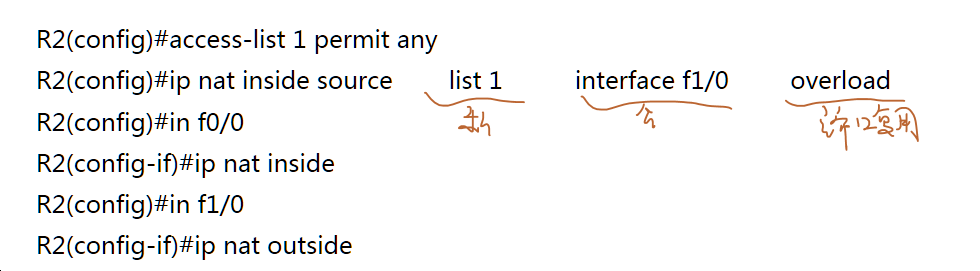 R2(config)#access-list 1 permit any
R2(config)#ip nat inside source list 1 interface f1/0 overload
私 公 端口复用
R2(config)#in f0/0
R2(config-if)#ip nat inside
R2(config)#in f1/0
R2(config-if)#ip nat outside